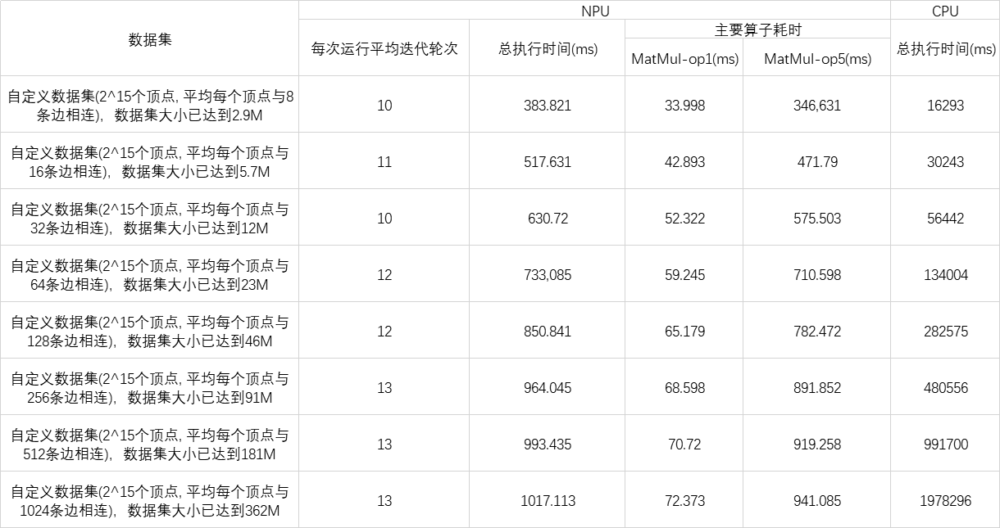 数据集
NPU
CPU
每次运行平均迭代轮次
总执行时间(ms)
主要算子耗时
总执行时间(ms)
MatMul-op1(ms)
MatMul-op5(ms)
自定义数据集(2^15个顶点, 平均每个顶点与8
条边相连)，数据集大小已达到2.9M
10
383.821
33.998
346,631
16293
自定义数据集(2^15个顶点, 平均每个顶点与
16条边相连)，数据集大小已达到5.7M
11
517.631
42.893
471.79
30243
自定义数据集(2^15个顶点, 平均每个顶点与
32条边相连)，数据集大小已达到12M
10
630.72
52.322
575.503
56442
自定义数据集(2^15个顶点, 平均每个顶点与
64条边相连)，数据集大小已达到23M
12
733,085
59.245
710.598
134004
自定义数据集(2^15个顶点, 平均每个顶点与
128条边相连)，数据集大小已达到46M
12
850.841
65.179
782.472
282575
自定义数据集(2^15个顶点, 平均每个顶点与
256条边相连)，数据集大小已达到91M
13
964.045
68.598
891.852
480556
自定义数据集(2^15个顶点, 平均每个顶点与
512条边相连)，数据集大小已达到181M
13
993.435
70.72
919.258
991700
自定义数据集(2^15个顶点, 平均每个顶点与
1024条边相连)，数据集大小已达到362M
13
1017.113
72.373
941.085
1978296